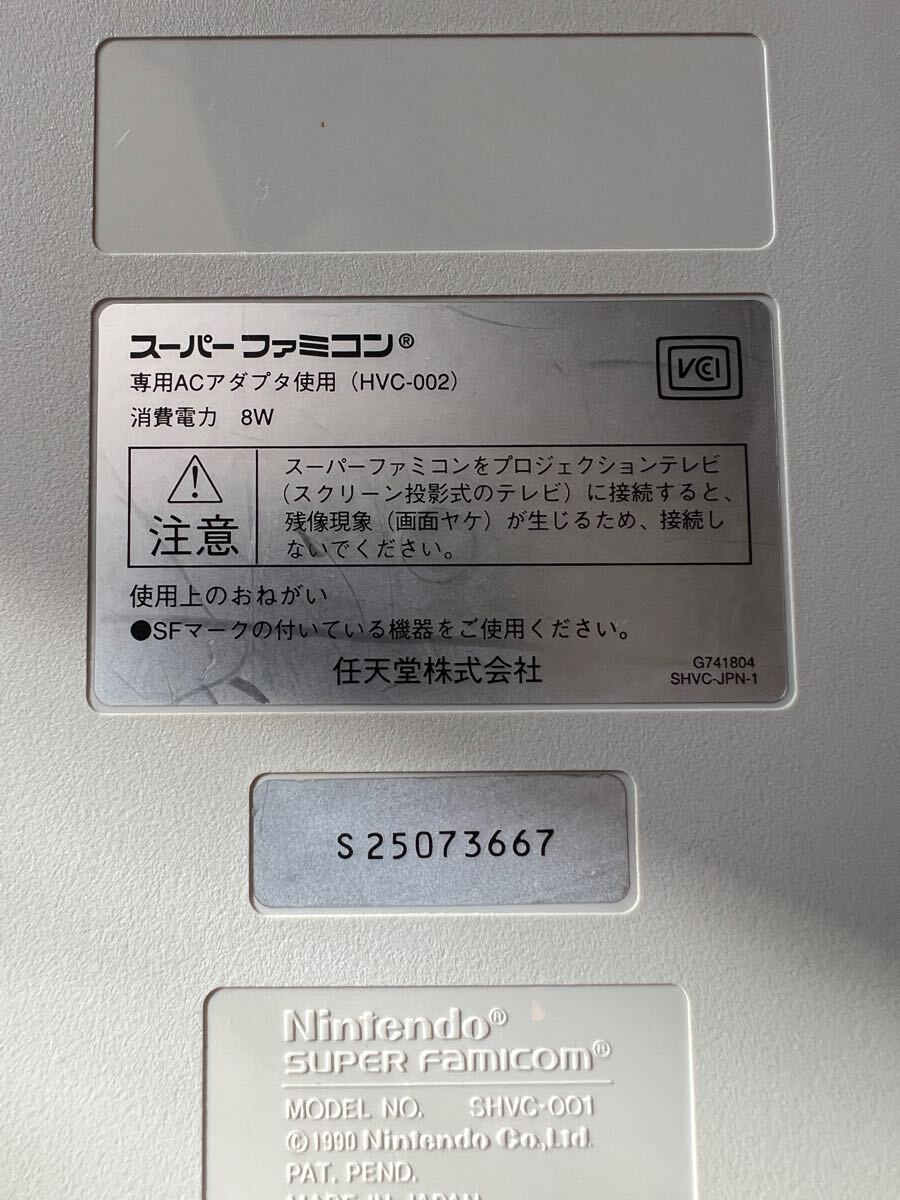 スーパーファミコン®
専用ACアダプタ使用（HVC-002）
消費電力 8W
VCI
注意
スーパーファミコンをプロジェクションテレビ
（スクリーン投影式のテレビ）に接続すると、
残像現象（画面ヤケ）が生じるため、接続し
ないでください。
使用上のおねがい
●SFマークの付いている機器をご使用ください。
任天堂株式会社
G741804
SHVC-JPN-1
S25073667
Nintendo®
SUPER FAMICOM®
MODEL NO. SHVC-001
©1990 Nintendo Co.,Ltd.
PAT. PEND.
MADE IN JAPAN